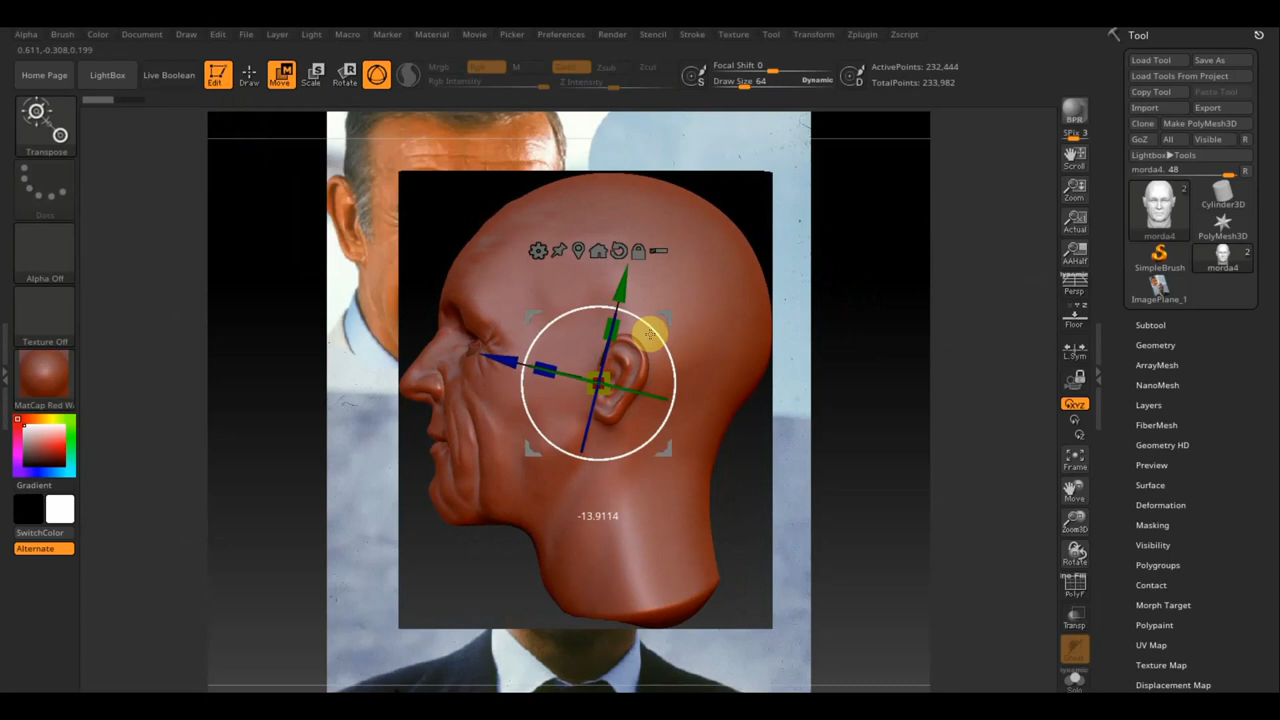 Alpha Brush Color Document Draw Edit File Layer Light Macro Marker Material Movie Picker Preferences Render Stencil Stroke Texture Tool Transform Zplugin Zscript
0.611,-0.308,0.199
Home Page
LightBox
Live Boolean
Edit
Draw
Move
Scale
Rotate
Mrgb
Rgb
M
Rgb Intensity
Zadd
Zsub
Zcut
Z Intensity
S
Focal Shift 0
Draw Size 64
Dynamic
D
ActivePoints: 232,444
TotalPoints: 233,982
Transpose
Dots
Alpha Off
Texture Off
MatCap Red W
Gradient
SwitchColor
Alternate
-13.9114
BPR
SPix 3
Scroll
Zoom
Actual
AAHalf
Dynamic
Persp
Floor
L.Sym
XYZ
Y
Z
Frame
Move
Zoom3D
Rotate
PolyF
Transp
Ghost
Dynamic
Solo
Tool
Load Tool
Save As
Load Tools From Project
Copy Tool
Paste Tool
Import
Export
Clone
Make PolyMesh3D
GoZ
All
Visible
R
Lightbox▶Tools
morda4. 48
R
2
morda4
Cylinder3D
PolyMesh3D
SimpleBrush
2
morda4
ImagePlane_1
Subtool
Geometry
ArrayMesh
NanoMesh
Layers
FiberMesh
Geometry HD
Preview
Surface
Deformation
Masking
Visibility
Polygroups
Contact
Morph Target
Polypaint
UV Map
Texture Map
Displacement Map